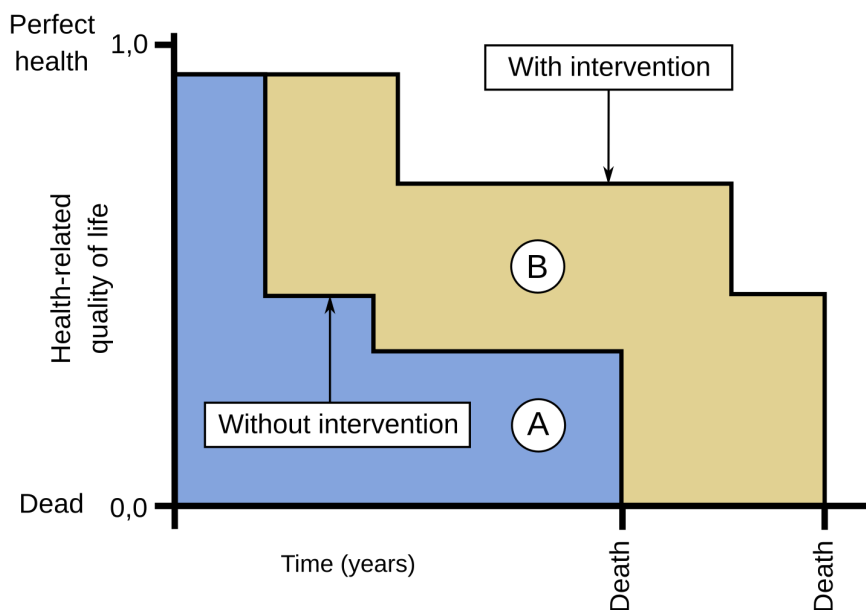 Perfect
health
1,0
With intervention
Health-related
quality of life
B
Without intervention
A
Dead
0,0
Time (years)
Death
Death